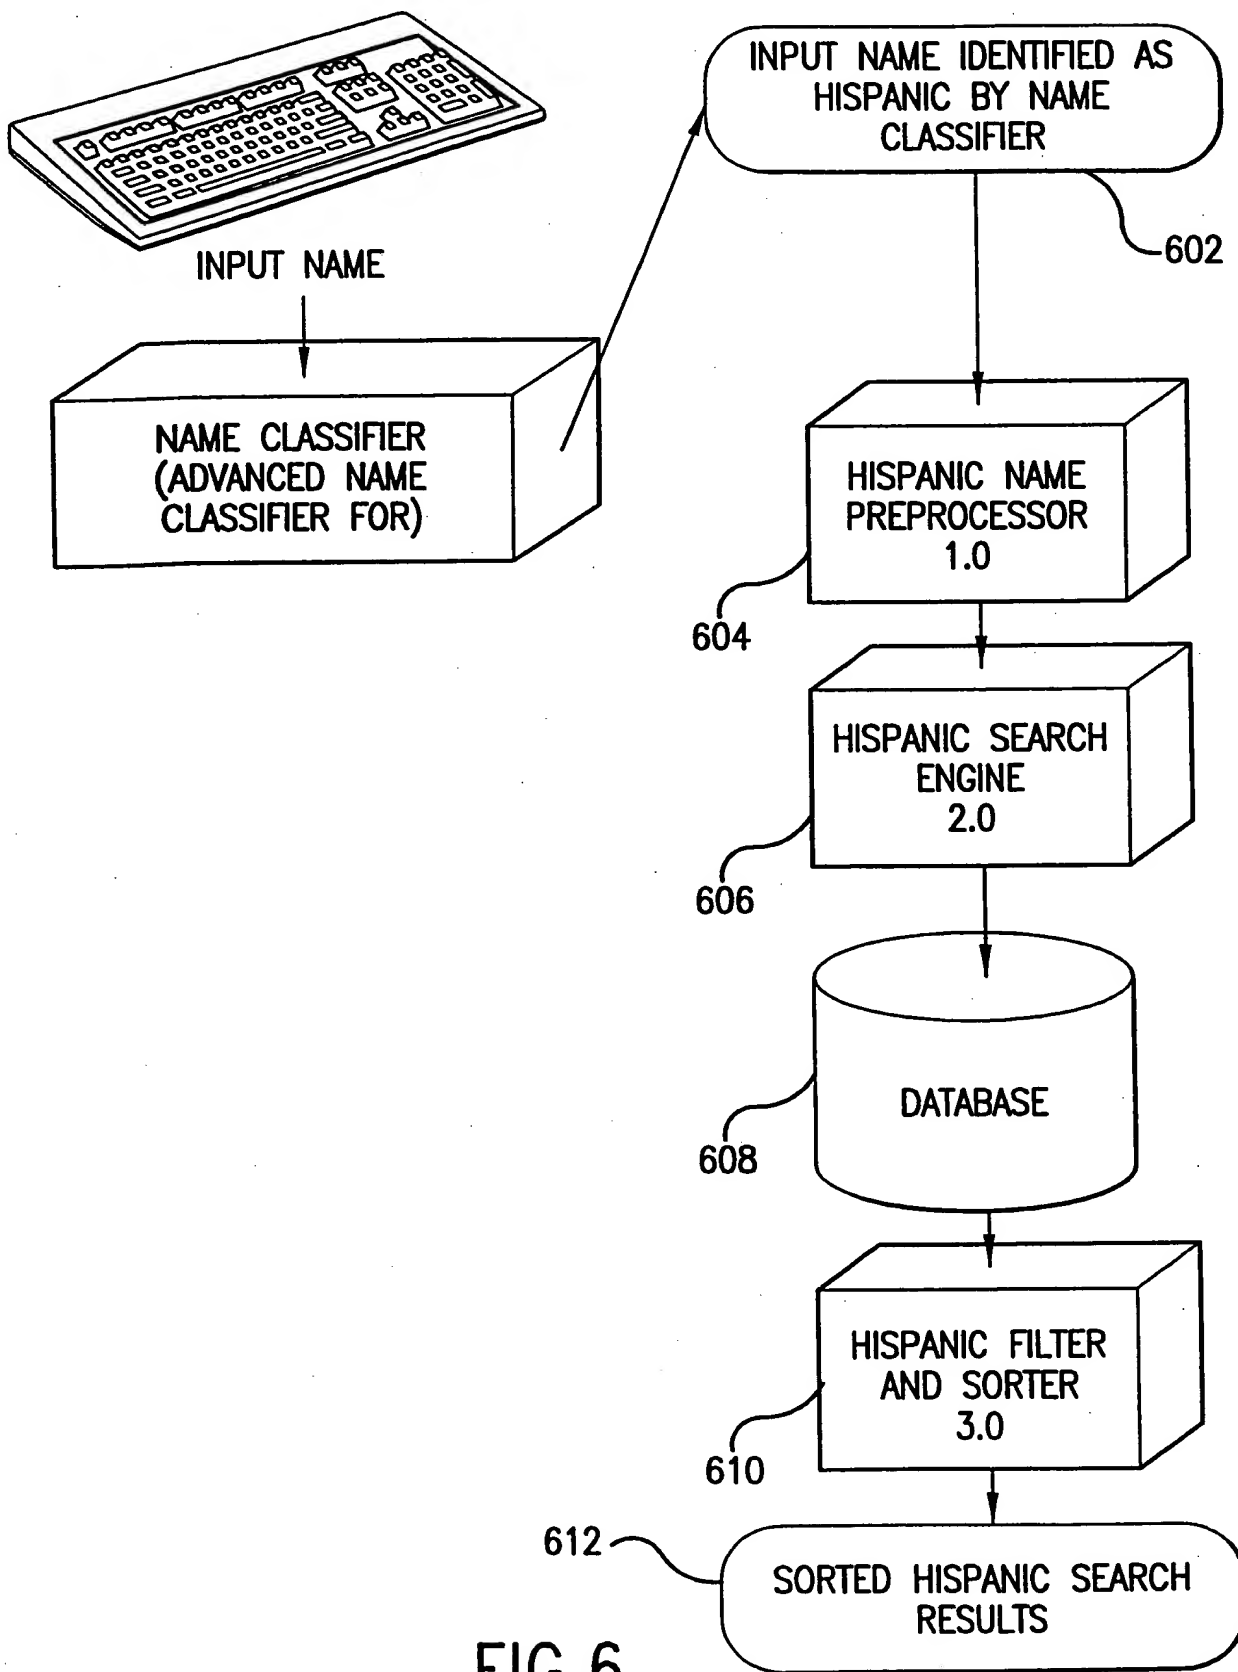 INPUT NAME
NAME CLASSIFIER
(ADVANCED NAME
CLASSIFIER FOR)
INPUT NAME IDENTIFIED AS
HISPANIC BY NAME
CLASSIFIER
602
HISPANIC NAME
PREPROCESSOR
1.0
604
HISPANIC SEARCH
ENGINE
2.0
606
DATABASE
608
HISPANIC FILTER
AND SORTER
3.0
610
612
SORTED HISPANIC SEARCH
RESULTS
FIG. 6